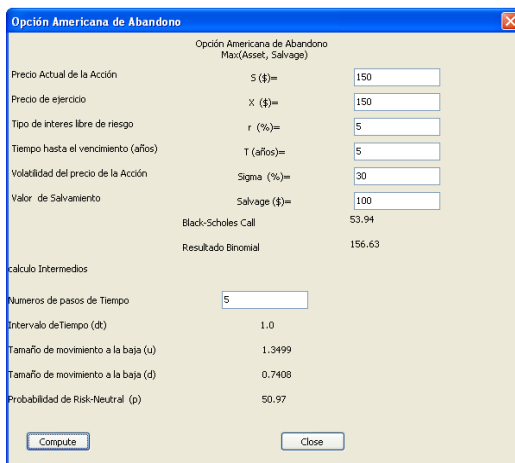 Opción Americana de Abandono
Opción Americana de Abandono
Max(Asset, Salvage)
Precio Actual de la Acción S ($)= 150
Precio de ejercicio X ($)= 150
Tipo de interes libre de riesgo r (%)= 5
Tiempo hasta el vencimiento (años) T (años)= 5
Volatilidad del precio de la Acción Sigma (%)= 30
Valor de Salvamiento Salvage ($)= 100
Black-Scholes Call 53.94
Resultado Binomial 156.63
calculo Intermedios
Numeros de pasos de Tiempo 5
Intervalo deTiempo (dt) 1.0
Tamaño de movimiento a la baja (u) 1.3499
Tamaño de movimiento a la baja (d) 0.7408
Probabilidad de Risk-Neutral (p) 50.97
Compute Close